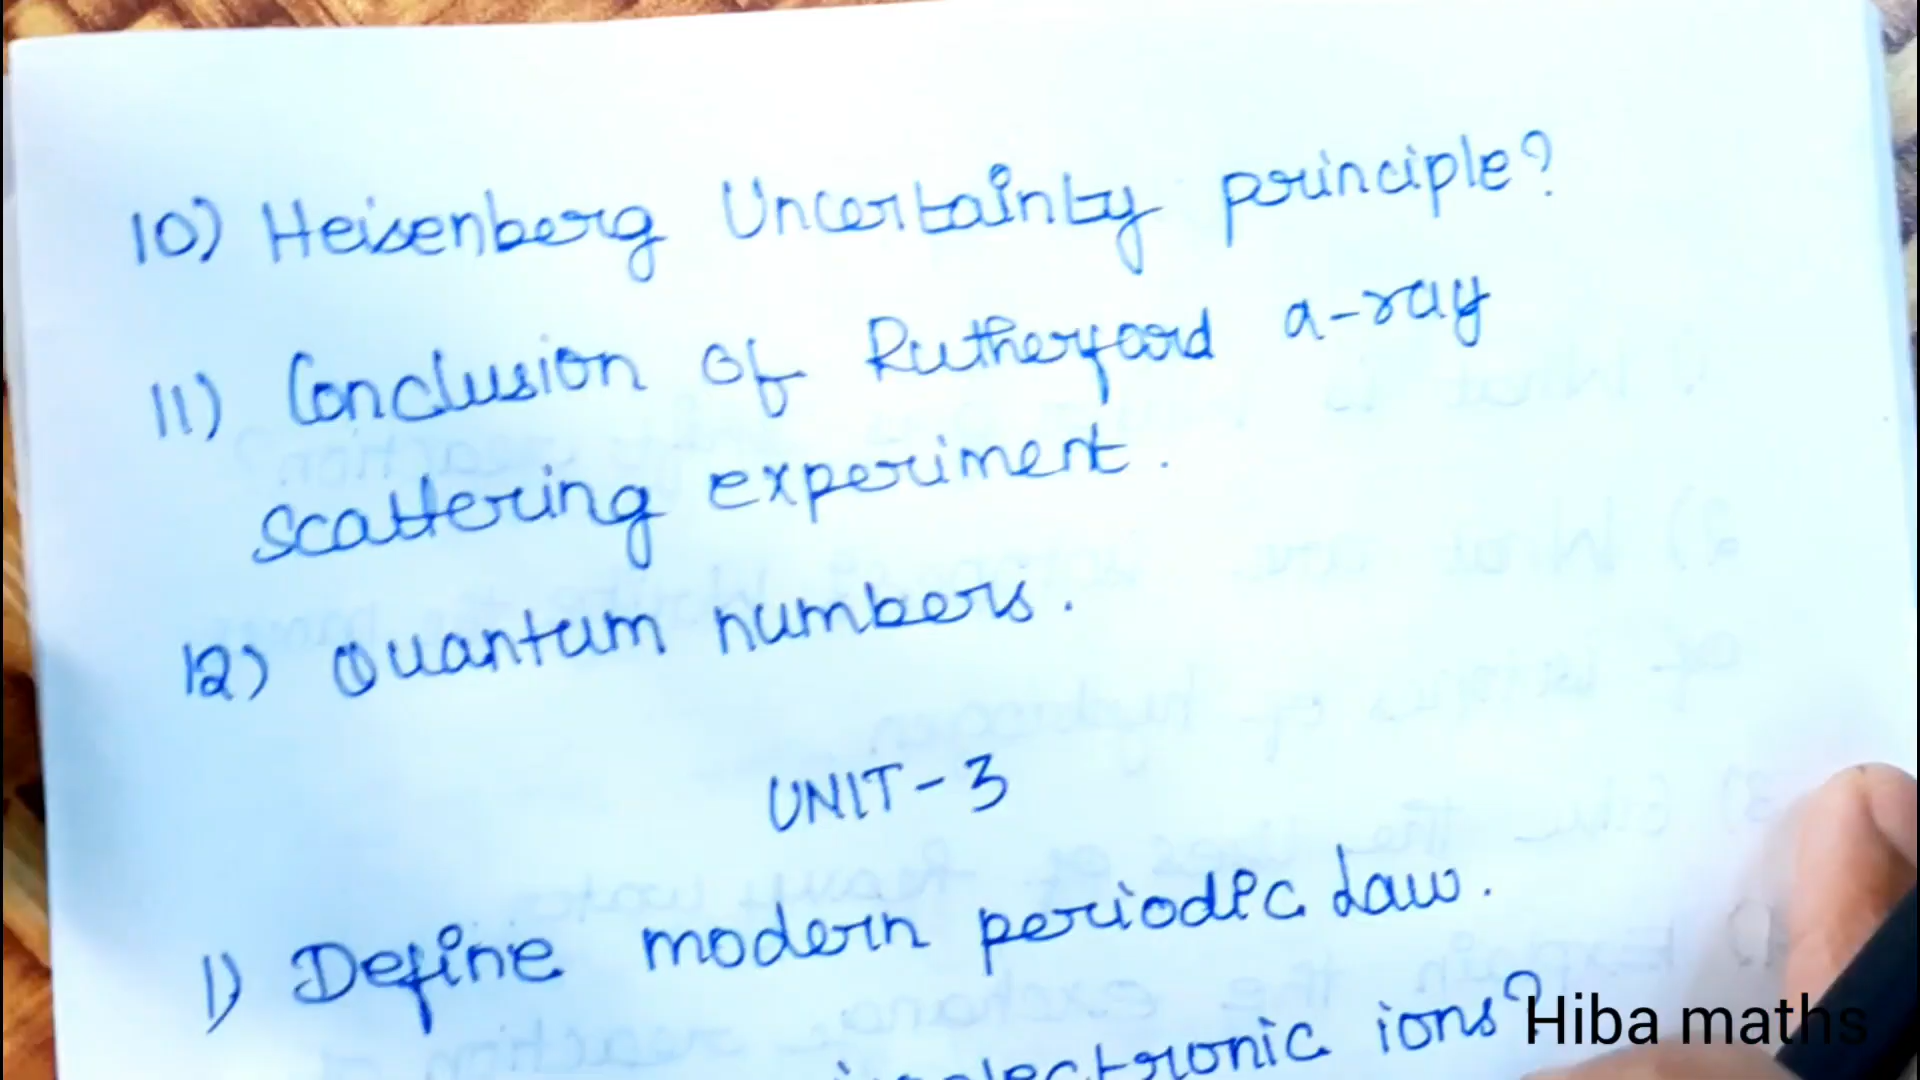 10) Heisenberg Uncertainty principle?
11) Conclusion of Rutherford a-ray
scattering experiment.
12) Quantum numbers.
UNIT-3
1) Define modern periodic Law.
ions?
Hiba maths